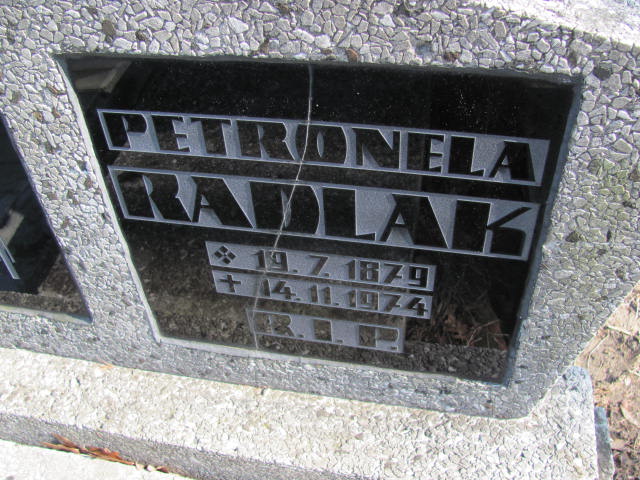 PETRONELA
RADLAK
❖ 19.7.1879
+ 14.11.1974
R.I.P.